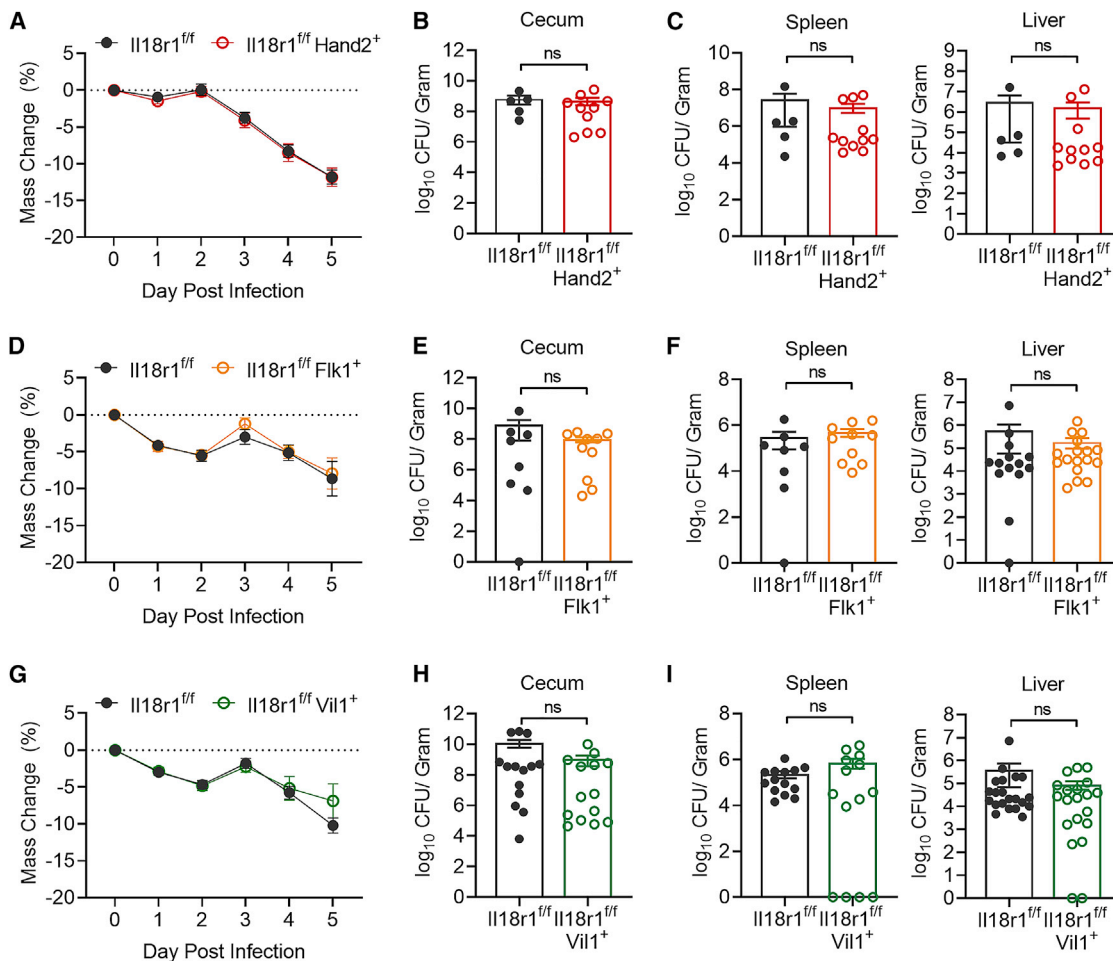 A
Il18r1f/f Il18r1f/f Hand2+
Mass Change (%)
5
0
-5
-10
-15
-20
0 1 2 3 4 5
Day Post Infection
B
Cecum
ns
log10 CFU/ Gram
12
10
8
6
4
2
0
Il18r1f/f Il18r1f/f
Hand2+
C
Spleen
ns
log10 CFU/ Gram
10
8
6
4
2
0
Il18r1f/f Il18r1f/f
Hand2+
Liver
ns
log10 CFU/ Gram
9
8
7
6
5
4
3
2
1
0
Il18r1f/f Il18r1f/f
Hand2+
D
Il18r1f/f Il18r1f/f Flk1+
Mass Change (%)
5
0
-5
-10
-15
-20
0 1 2 3 4 5
Day Post Infection
E
Cecum
ns
log10 CFU/ Gram
12
10
8
6
4
2
0
Il18r1f/f Il18r1f/f
Flk1+
F
Spleen
ns
log10 CFU/ Gram
8
6
4
2
0
Il18r1f/f Il18r1f/f
Flk1+
Liver
ns
log10 CFU/ Gram
8
7
6
5
4
3
2
1
0
Il18r1f/f Il18r1f/f
Flk1+
G
Il18r1f/f Il18r1f/f Vil1+
Mass Change (%)
5
0
-5
-10
-15
-20
0 1 2 3 4 5
Day Post Infection
H
Cecum
ns
log10 CFU/ Gram
12
10
8
6
4
2
0
Il18r1f/f Il18r1f/f
Vil1+
I
Spleen
ns
log10 CFU/ Gram
8
6
4
2
0
Il18r1f/f Il18r1f/f
Vil1+
Liver
ns
log10 CFU/ Gram
8
7
6
5
4
3
2
1
0
Il18r1f/f Il18r1f/f
Vil1+